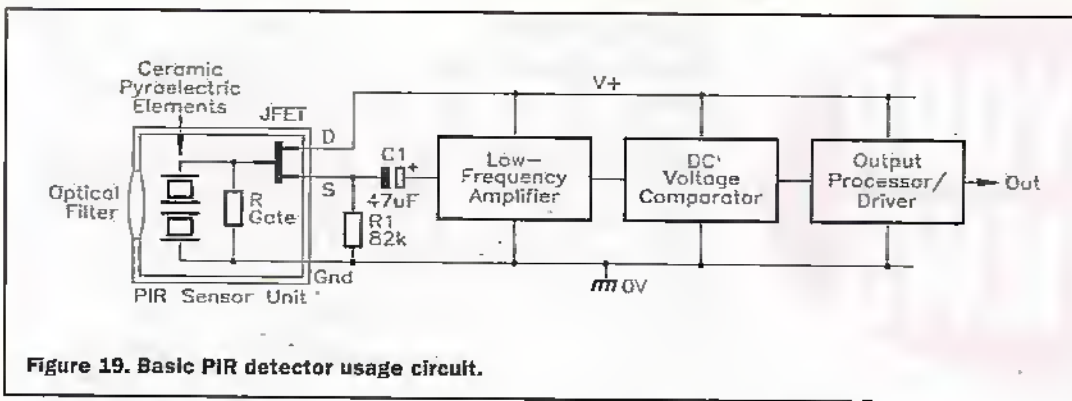 Ceramic
Pyroelectric
Elements
JFET
D
S
V+
C1
+
47uF
R1
82k
Optical
Filter
R
Gate
Gnd
PIR Sensor Unit
Low-
Frequency
Amplifier
DC
Voltage
Comparator
Output
Processor/
Driver
Out
0V
Figure 19. Basic PIR detector usage circuit.